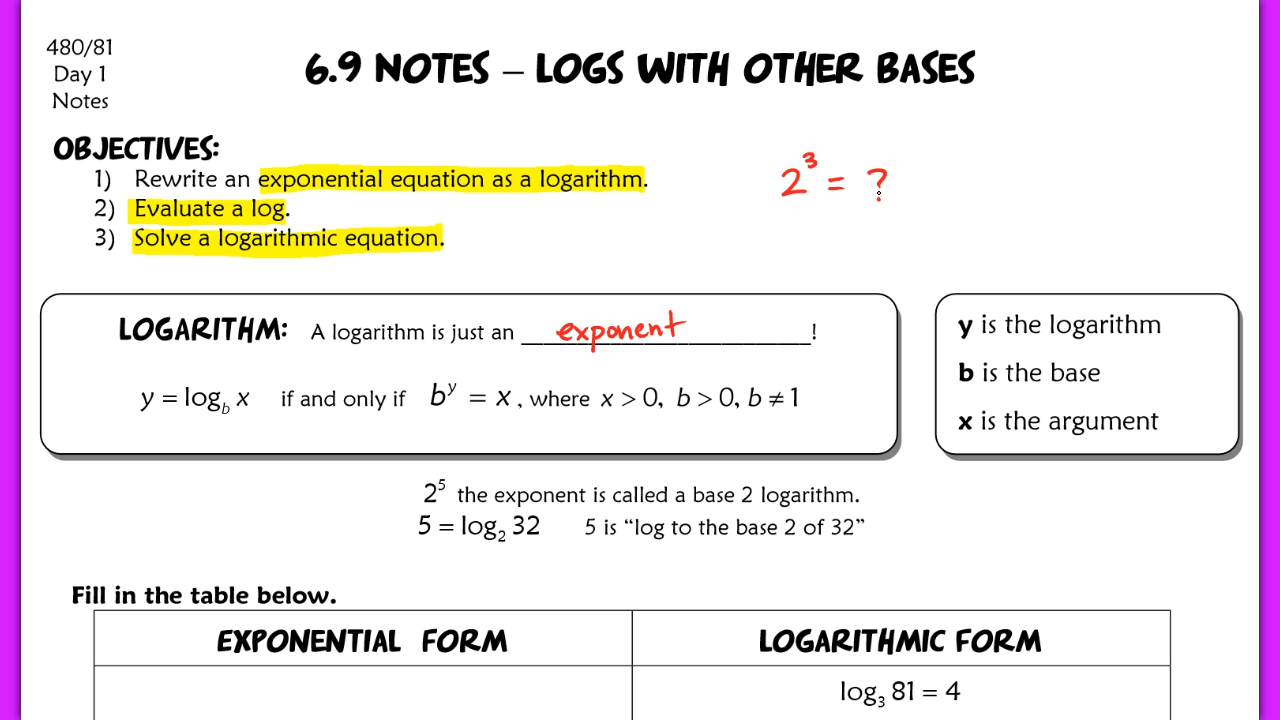 480/81
Day 1
Notes
6.9 NOTES – LOGS WITH OTHER BASES
OBJECTIVES:
1) Rewrite an exponential equation as a logarithm.
2) Evaluate a log.
3) Solve a logarithmic equation.
2³ = ?
LOGARITHM: A logarithm is just an exponent!
y = log_b x if and only if b^y = x, where x > 0, b > 0, b ≠ 1
y is the logarithm
b is the base
x is the argument
2⁵ the exponent is called a base 2 logarithm.
5 = log₂ 32 5 is “log to the base 2 of 32”
Fill in the table below.
EXPONENTIAL FORM
LOGARITHMIC FORM
log₃ 81 = 4